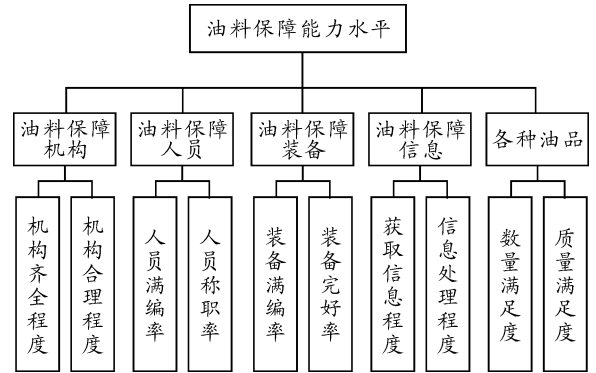 油料保障能力水平
油料保障
机构
油料保障
人员
油料保障
装备
油料保障
信息
各种油品
机构齐全程度
机构合理程度
人员满编率
人员称职率
装备满编率
装备完好率
获取信息程度
信息处理程度
数量满足度
质量满足度